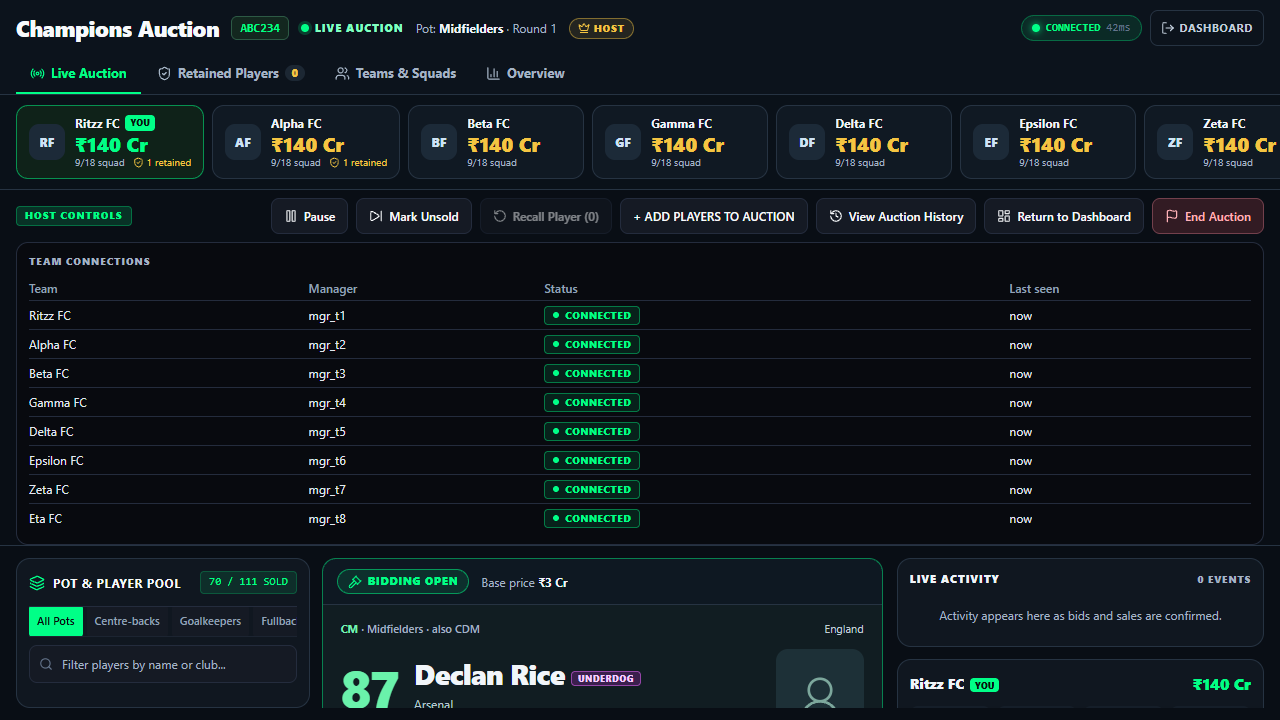 Champions Auction ABC234 LIVE AUCTION Pot: Midfielders · Round 1 HOST CONNECTED 42ms DASHBOARD
Live Auction Retained Players 0 Teams & Squads Overview
RF Ritzz FC YOU ₹140 Cr 9/18 squad 1 retained
AF Alpha FC ₹140 Cr 9/18 squad 1 retained
BF Beta FC ₹140 Cr 9/18 squad
GF Gamma FC ₹140 Cr 9/18 squad
DF Delta FC ₹140 Cr 9/18 squad
EF Epsilon FC ₹140 Cr 9/18 squad
ZF Zeta FC ₹140 Cr 9/18 squad
HOST CONTROLS Pause Mark Unsold Recall Player (0) + ADD PLAYERS TO AUCTION View Auction History Return to Dashboard End Auction
TEAM CONNECTIONS
Team Manager Status Last seen
Ritzz FC mgr_t1 CONNECTED now
Alpha FC mgr_t2 CONNECTED now
Beta FC mgr_t3 CONNECTED now
Gamma FC mgr_t4 CONNECTED now
Delta FC mgr_t5 CONNECTED now
Epsilon FC mgr_t6 CONNECTED now
Zeta FC mgr_t7 CONNECTED now
Eta FC mgr_t8 CONNECTED now
POT & PLAYER POOL 70 / 111 SOLD
All Pots Centre-backs Goalkeepers Fullbac
Filter players by name or club...
BIDDING OPEN Base price ₹3 Cr
CM · Midfielders · also CDM England
87 Declan Rice UNDERDOG
Arsenal
LIVE ACTIVITY 0 EVENTS
Activity appears here as bids and sales are confirmed.
Ritzz FC YOU ₹140 Cr